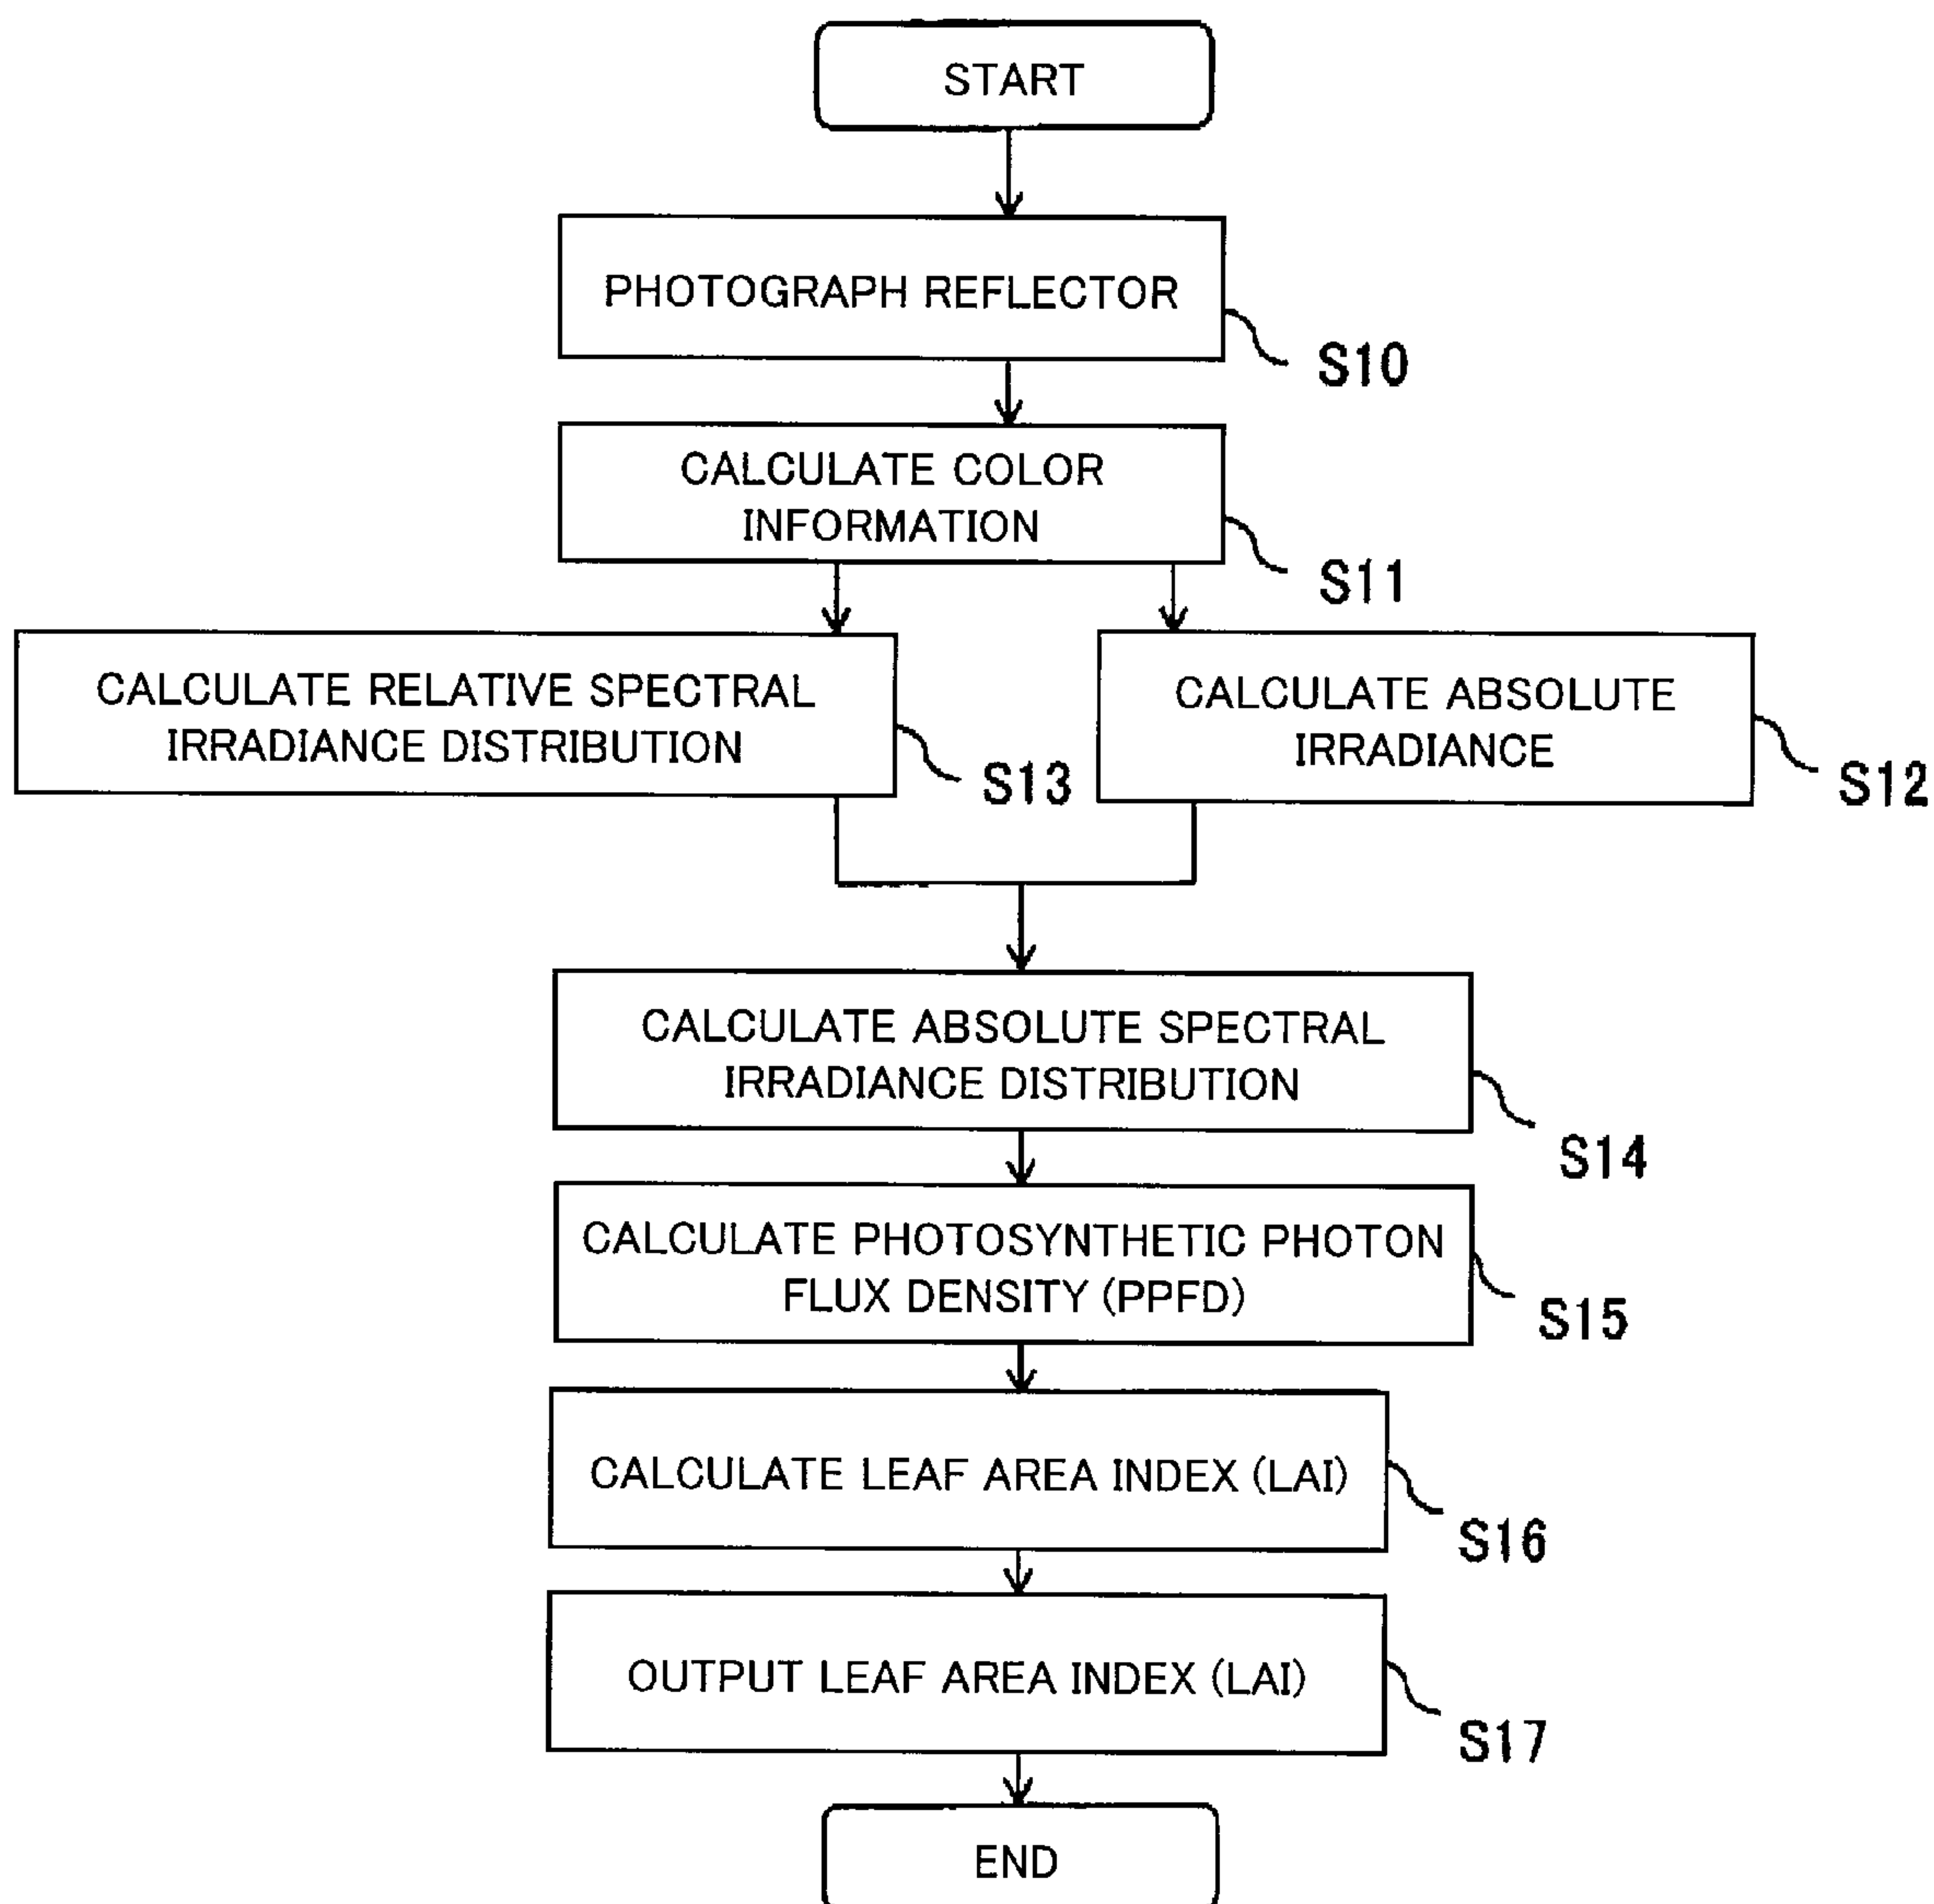 START
PHOTOGRAPH REFLECTOR
S10
CALCULATE COLOR
INFORMATION
S11
CALCULATE RELATIVE SPECTRAL
IRRADIANCE DISTRIBUTION
S13
CALCULATE ABSOLUTE
IRRADIANCE
S12
CALCULATE ABSOLUTE SPECTRAL
IRRADIANCE DISTRIBUTION
S14
CALCULATE PHOTOSYNTHETIC PHOTON
FLUX DENSITY (PPFD)
S15
CALCULATE LEAF AREA INDEX (LAI)
S16
OUTPUT LEAF AREA INDEX (LAI)
S17
END